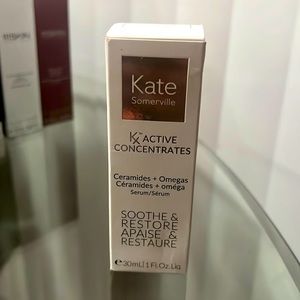 Kate
Somerville
Kx™ ACTIVE
CONCENTRATES
Ceramides + Omegas
Céramides + oméga
Serum/Sérum
SOOTHE &
RESTORE
APAISE &
RESTAURE
e 30mL | 1 Fl.Oz.Liq